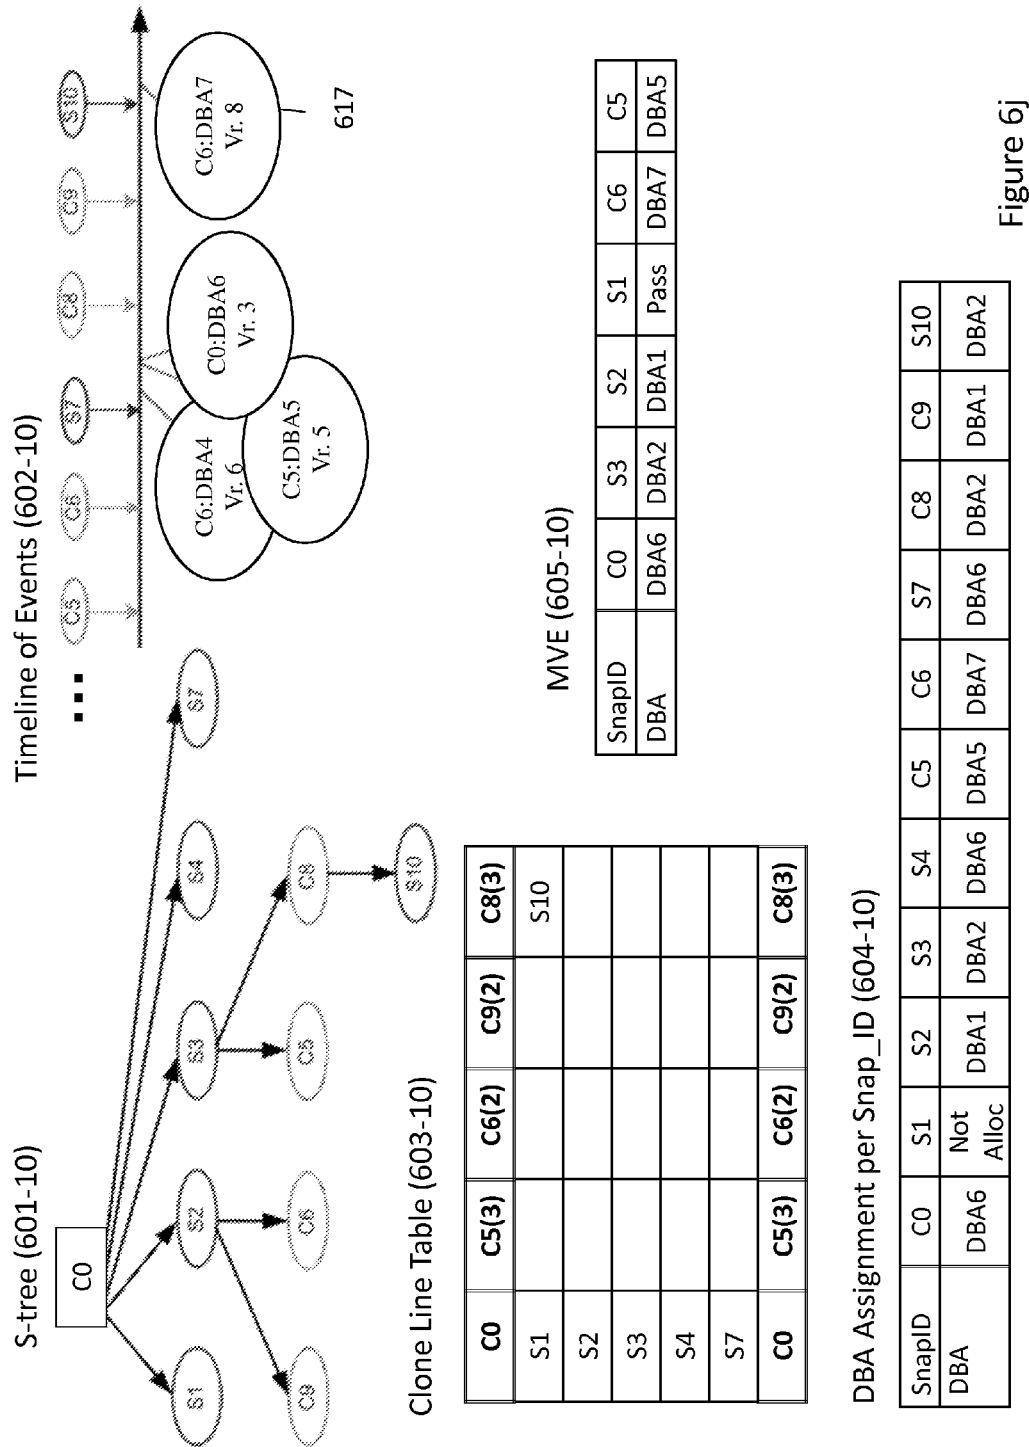 S-tree (601-10)
C0
S1
S2
S3
S4
S7
C9
C6
C5
C8
S10
Timeline of Events (602-10)
...
C5
C6
S7
C8
C9
S10
C6:DBA4
Vr. 6
C5:DBA5
Vr. 5
C0:DBA6
Vr. 3
C6:DBA7
Vr. 8
617
Clone Line Table (603-10)
C0 C5(3) C6(2) C9(2) C8(3)
S1 S10
S2
S3
S4
S7
C0 C5(3) C6(2) C9(2) C8(3)
MVE (605-10)
SnapID C0 S3 S2 S1 C6 C5
DBA DBA6 DBA2 DBA1 Pass DBA7 DBA5
DBA Assignment per Snap_ID (604-10)
SnapID C0 S1 S2 S3 S4 C5 C6 S7 C8 C9 S10
DBA DBA6 Not Alloc DBA1 DBA2 DBA6 DBA5 DBA7 DBA6 DBA2 DBA1 DBA2
Figure 6j